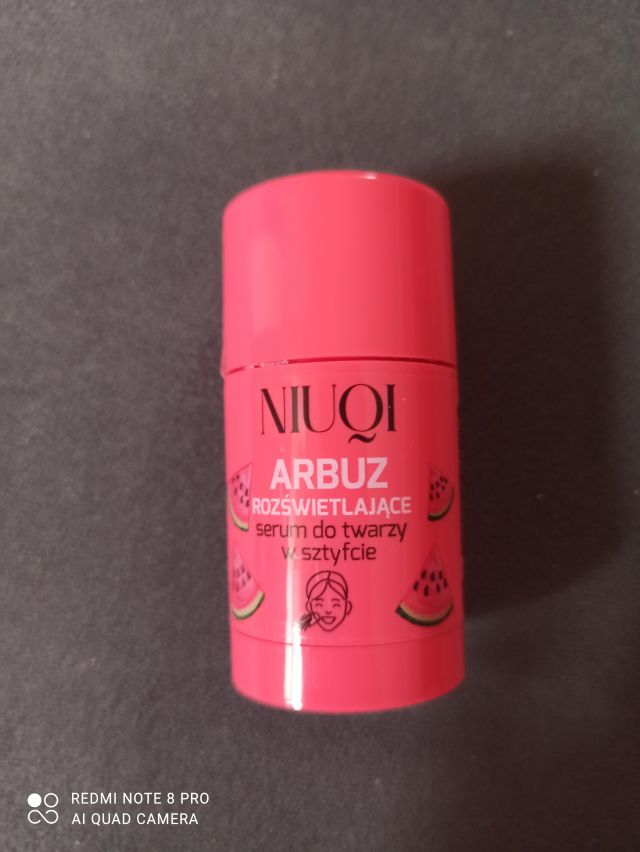 NIUQI
ARBUZ
ROZŚWIETLAJĄCE
serum do twarzy
w sztyfcie
REDMI NOTE 8 PRO
AI QUAD CAMERA